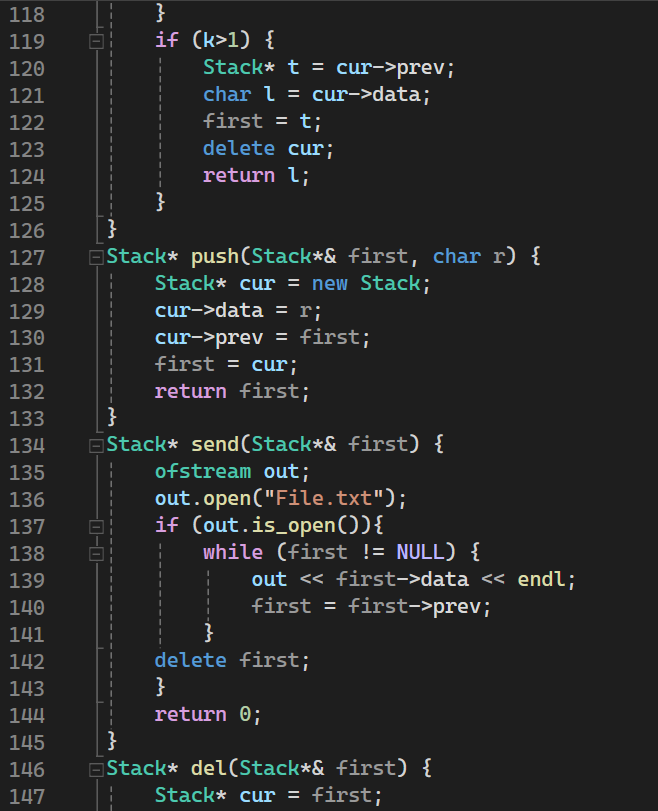 118 }
119 if (k>1) {
120 Stack* t = cur->prev;
121 char l = cur->data;
122 first = t;
123 delete cur;
124 return l;
125 }
126 }
127 Stack* push(Stack*& first, char r) {
128 Stack* cur = new Stack;
129 cur->data = r;
130 cur->prev = first;
131 first = cur;
132 return first;
133 }
134 Stack* send(Stack*& first) {
135 ofstream out;
136 out.open("File.txt");
137 if (out.is_open()){
138 while (first != NULL) {
139 out << first->data << endl;
140 first = first->prev;
141 }
142 delete first;
143 }
144 return 0;
145 }
146 Stack* del(Stack*& first) {
147 Stack* cur = first;